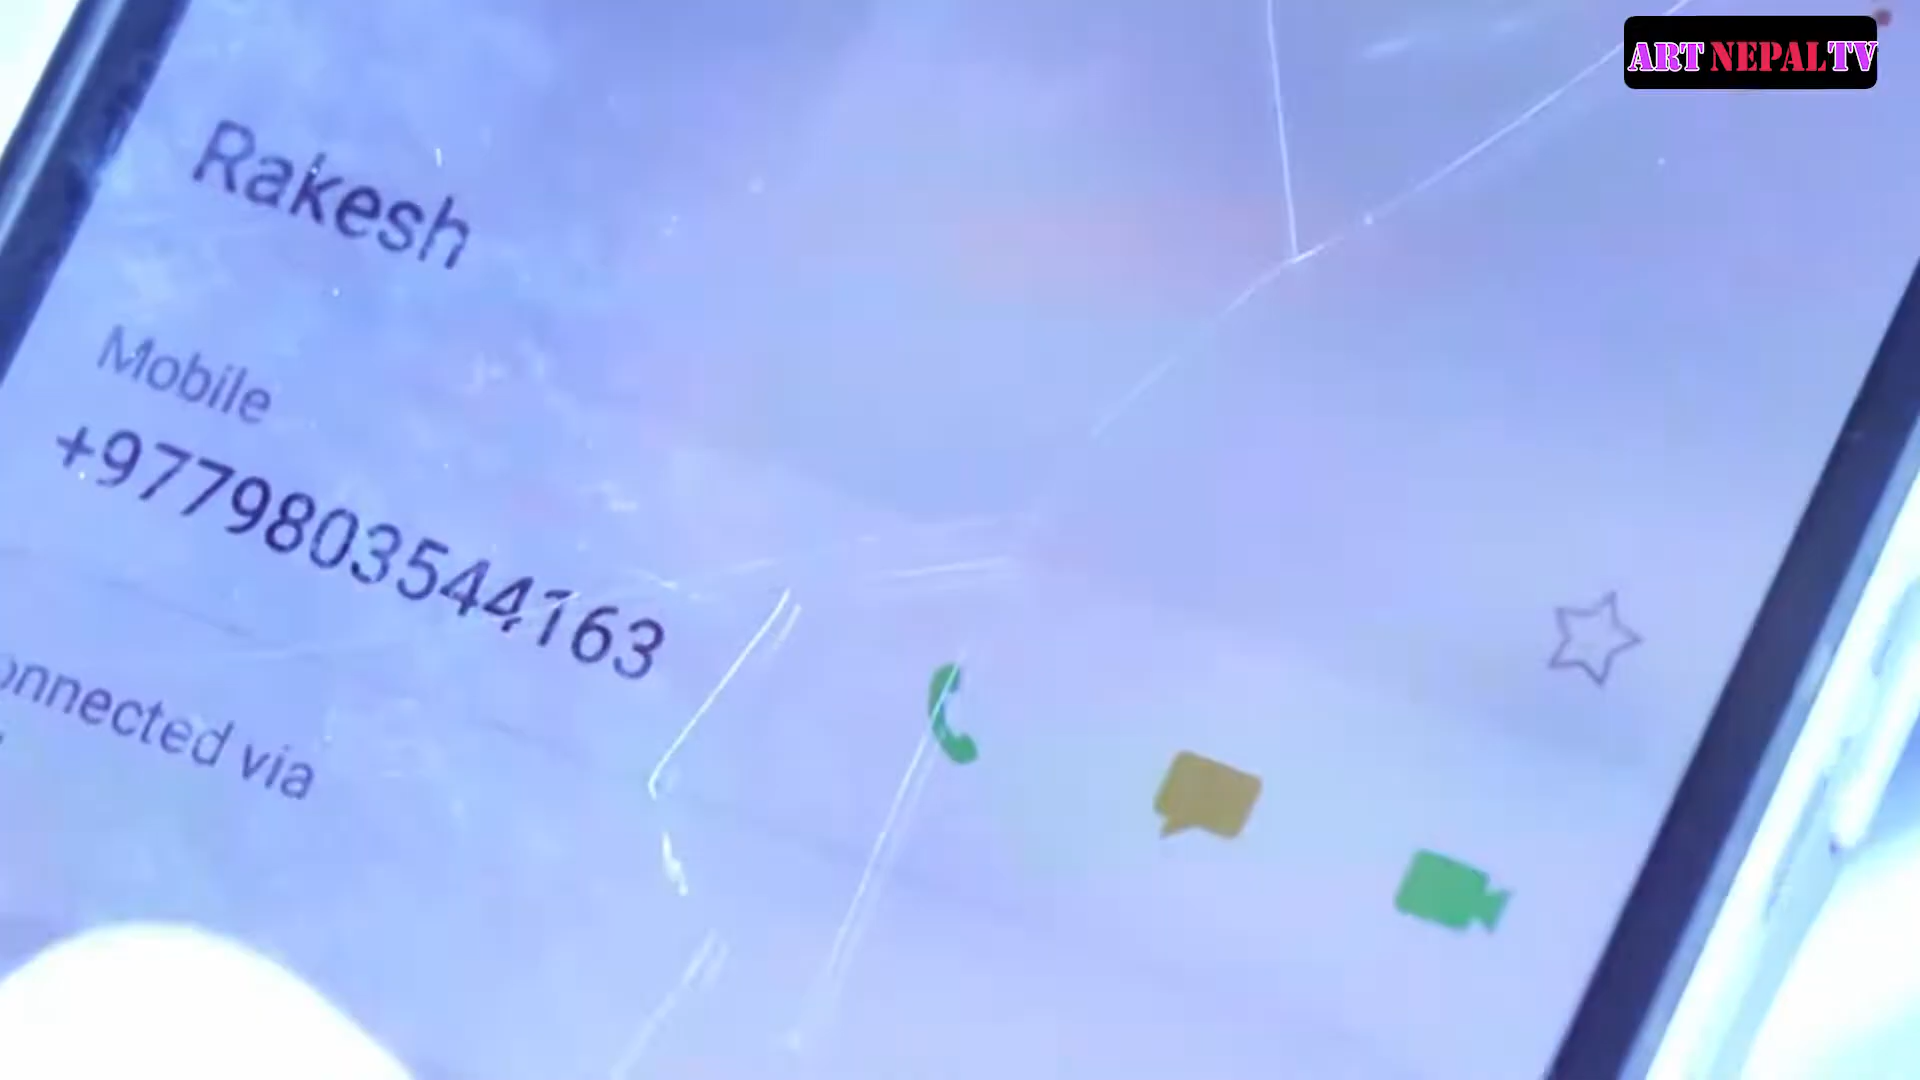 ART NEPAL TV
Rakesh
Mobile
+9779803544163
onnected via